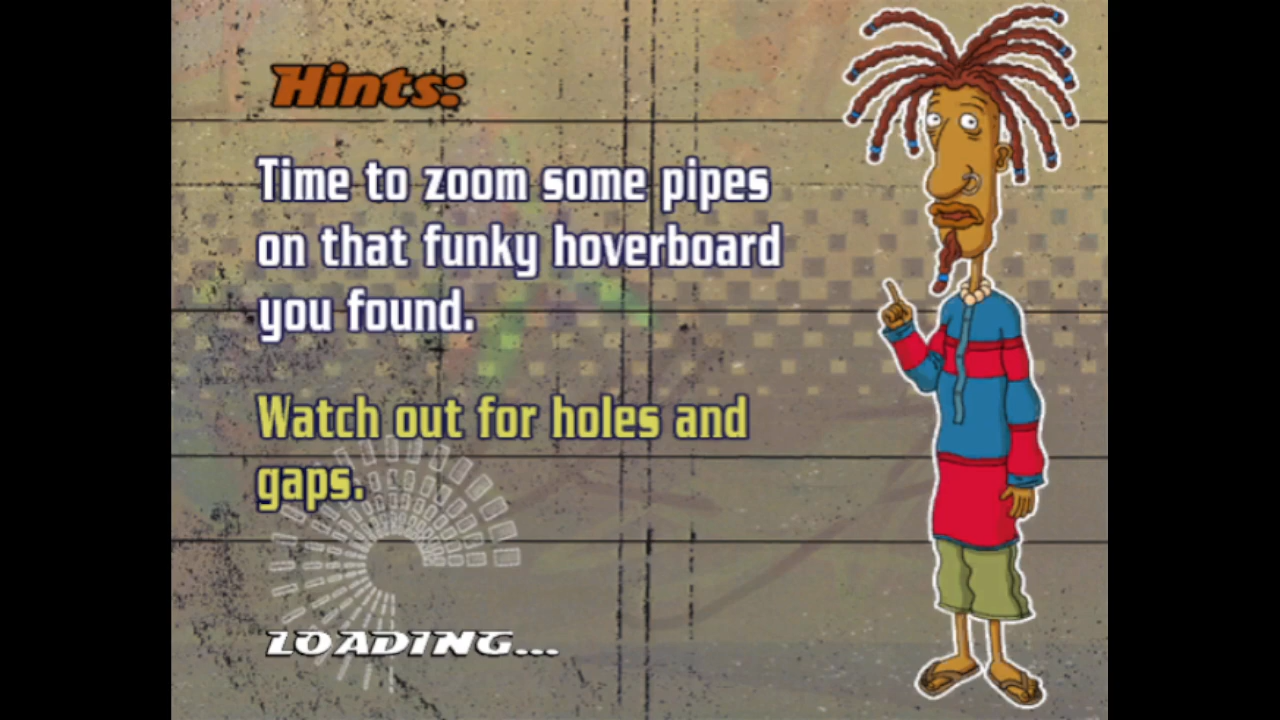 Hints:
Time to zoom some pipes
on that funky hoverboard
you found.
Watch out for holes and
gaps.
LOADING...